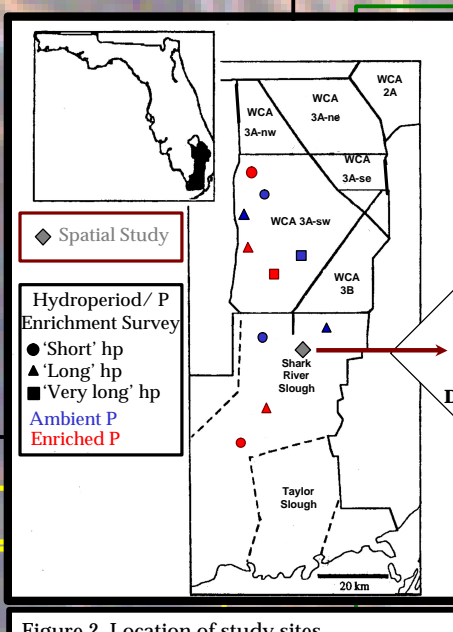 WCA
2A
WCA
3A-ne
WCA
3A-nw
WCA
3A-se
WCA 3A-sw
WCA
3B
Spatial Study
Hydroperiod/ P
Enrichment Survey
'Short' hp
'Long' hp
'Very long' hp
Ambient P
Enriched P
Shark
River
Slough
D
Taylor
Slough
20 km
Figure 2. Location of study sites